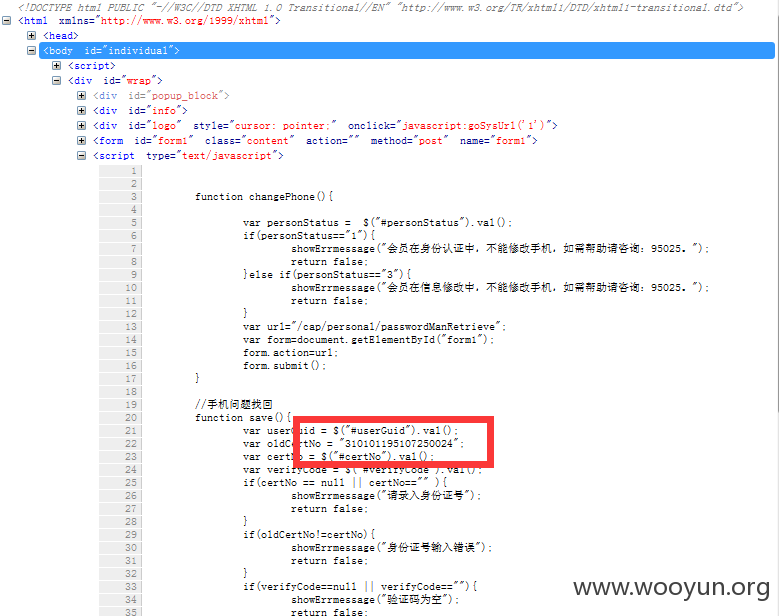 <!DOCTYPE html PUBLIC "-//W3C//DTD XHTML 1.0 Transitional//EN" "http://www.w3.org/TR/xhtml1/DTD/xhtml1-transitional.dtd">
<html xmlns="http://www.w3.org/1999/xhtml">
<head>
<body id="individual">
<script>
<div id="wrap">
<div id="popup_block">
<div id="info">
<div id="logo" style="cursor: pointer;" onclick="javascript:goSysUrl('1')">
<form id="form1" class="content" action="" method="post" name="form1">
<script type="text/javascript">
1
2
3 function changePhone(){
4
5 var personStatus = $("#personStatus").val();
6 if(personStatus=="1"){
7 showErrmessage("会员在身份认证中，不能修改手机，如需帮助请咨询：95025。");
8 return false;
9 }else if(personStatus=="3"){
10 showErrmessage("会员在信息修改中，不能修改手机，如需帮助请咨询：95025。");
11 return false;
12 }
13 var url="/cap/personal/passwordManRetrieve";
14 var form=document.getElementById("form1");
15 form.action=url;
16 form.submit();
17 }
18
19 //手机问题找回
20 function save(){
21 var userGuid = $("#userGuid").val();
22 var oldCertNo = "310101195107250024";
23 var certNo = $("#certNo").val();
24 var verifyCode = $("#verifyCode").val();
25 if(certNo == null || certNo==""){
26 showErrmessage("请录入身份证号");
27 return false;
28 }
29 if(oldCertNo!=certNo){
30 showErrmessage("身份证号输入错误");
31 return false;
32 }
33 if(verifyCode==null || verifyCode==""){
34 showErrmessage("验证码为空");
35 return false;
www.wooyun.org